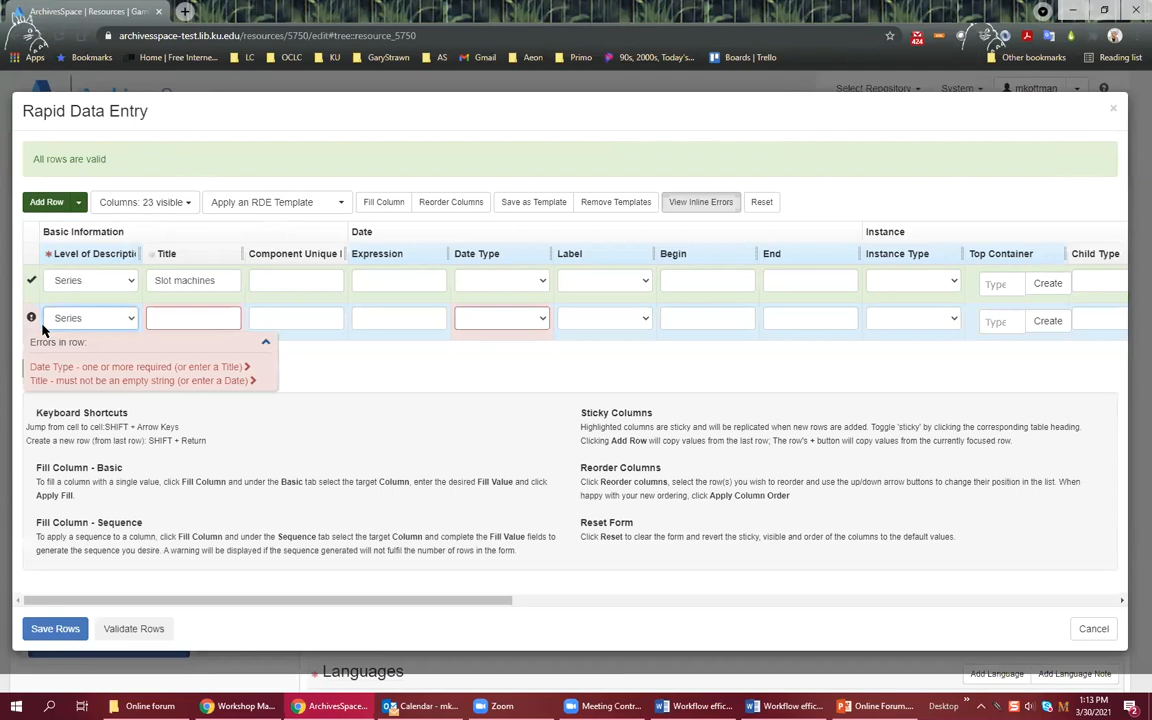 ArchivesSpace | Resources | Data
archivesspace-test.lib.ku.edu/resources/5750/edit#tree::resource_5750
424
Apps Bookmarks Home | Free Interne... LC OCLC KU GaryStrawn AS Gmail Aeon Primo 90s, 2000s, Today's... Boards | Trello Other bookmarks Reading list
Select Repository System mkottman
Rapid Data Entry ×
All rows are valid
Add Row Columns: 23 visible Apply an RDE Template Fill Column Reorder Columns Save as Template Remove Templates View Inline Errors Reset
Basic Information Date Instance
Level of Descripti Title Component Unique I Expression Date Type Label Begin End Instance Type Top Container Child Type
Series Slot machines Type Create
Series Type Create
Errors in row:
Date Type - one or more required (or enter a Title)
Title - must not be an empty string (or enter a Date)
Keyboard Shortcuts
Jump from cell to cell:SHIFT + Arrow Keys
Create a new row (from last row): SHIFT + Return
Fill Column - Basic
To fill a column with a single value, click Fill Column and under the Basic tab select the target Column, enter the desired Fill Value and click
Apply Fill.
Fill Column - Sequence
To apply a sequence to a column, click Fill Column and under the Sequence tab select the target Column and complete the Fill Value fields to
generate the sequence you desire. A warning will be displayed if the sequence generated will not fulfil the number of rows in the form.
Sticky Columns
Highlighted columns are sticky and will be replicated when new rows are added. Toggle 'sticky' by clicking the corresponding table heading.
Clicking Add Row will copy values from the last row; The row's + button will copy values from the currently focused row.
Reorder Columns
Click Reorder columns, select the row(s) you wish to reorder and use the up/down arrow buttons to change their position in the list. When
happy with your new ordering, click Apply Column Order
Reset Form
Click Reset to clear the form and revert the sticky, visible and order of the columns to the default values.
Save Rows Validate Rows Cancel
Languages Add Language Add Language Note
Online forum Workshop Ma... ArchivesSpace... Calendar - mk... Zoom Meeting Contr... Workflow effic... Workflow effic... Online Forum.... Desktop
1:13 PM
3/30/2021